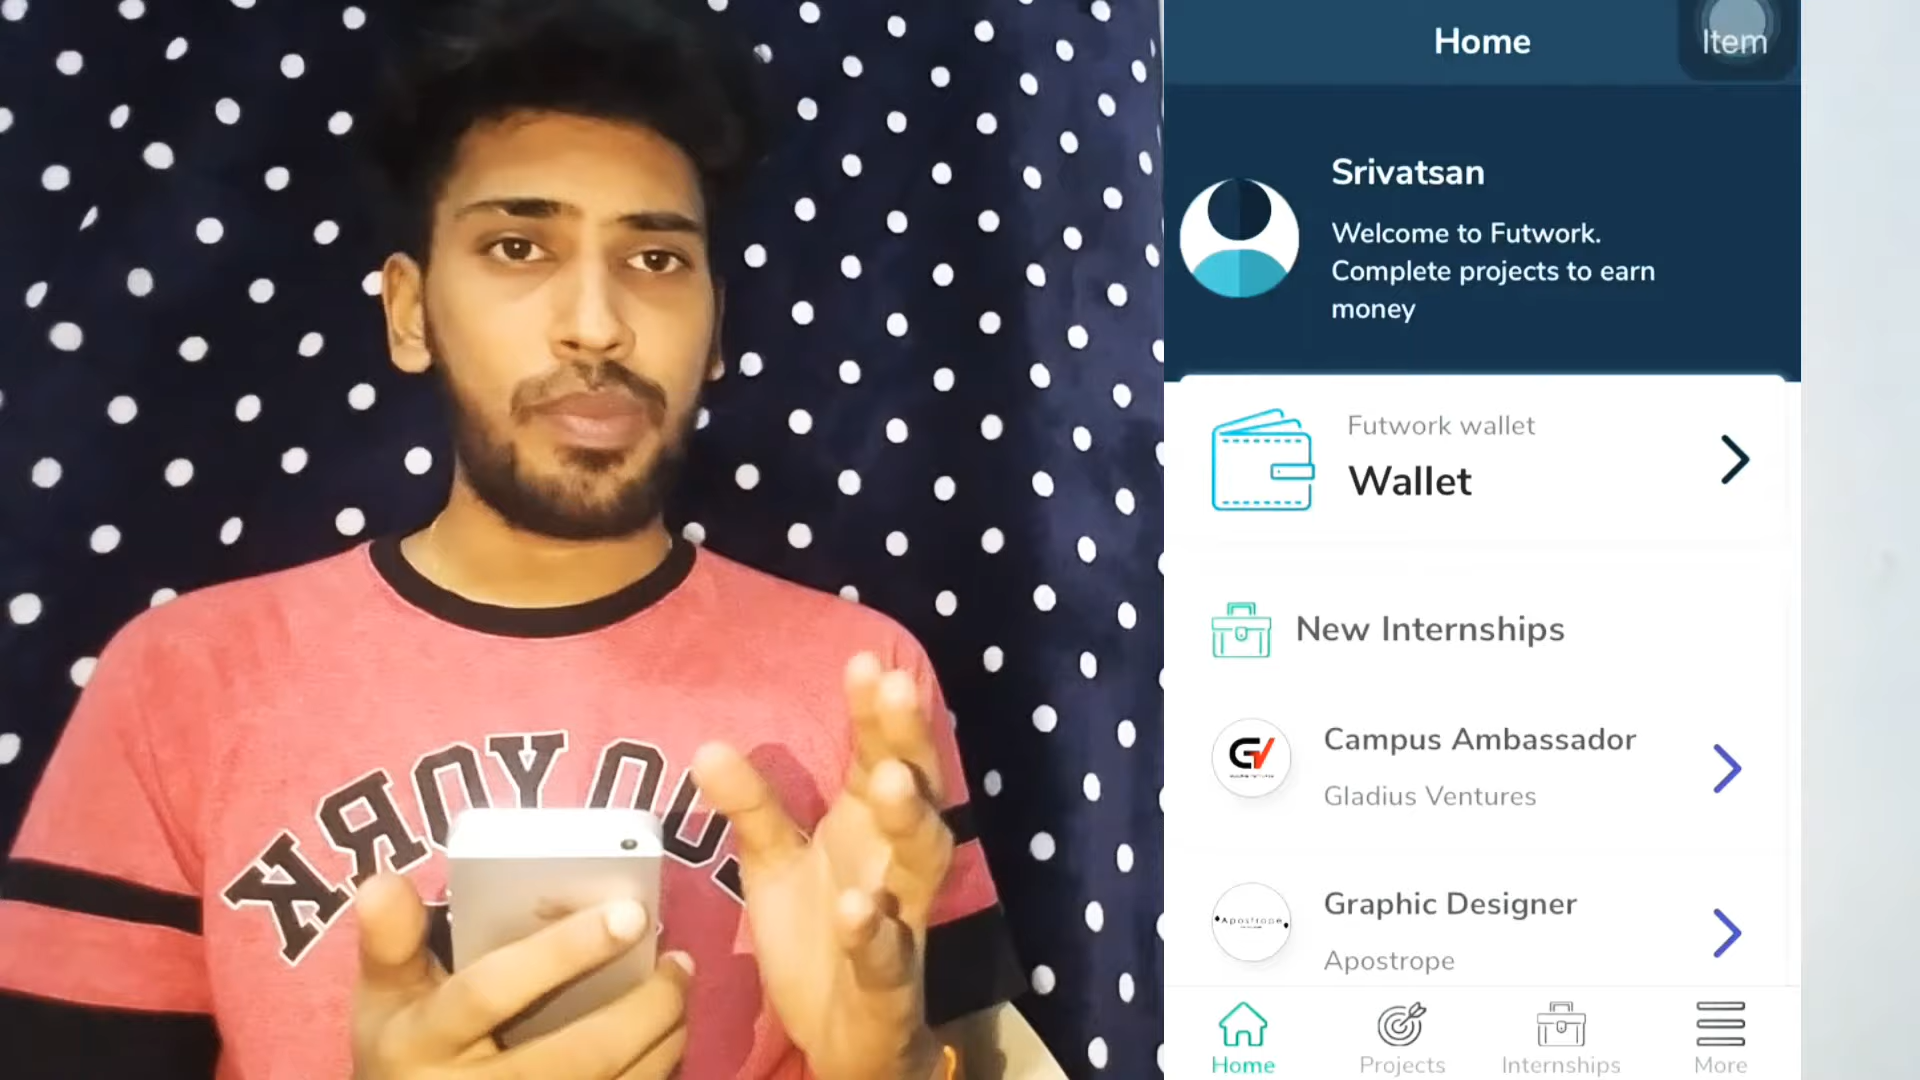 Home
Item
Srivatsan
Welcome to Futwork.
Complete projects to earn
money
Futwork wallet
Wallet
New Internships
Campus Ambassador
Gladius Ventures
Graphic Designer
Apostrope
Apostrope
Home
Projects
Internships
More